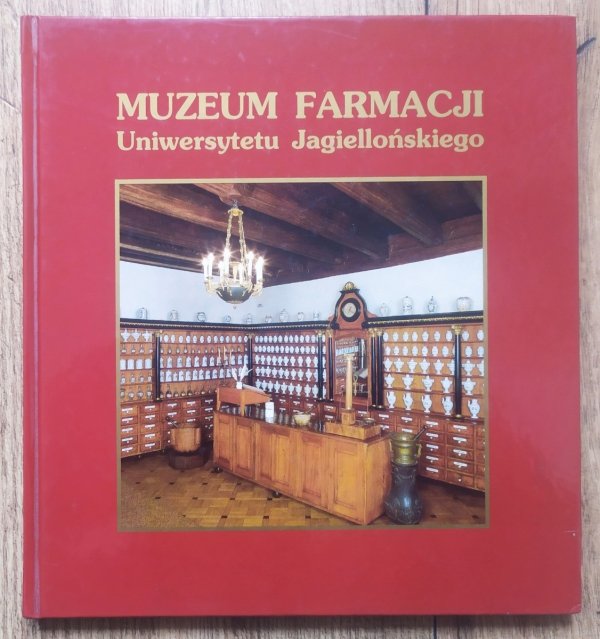 MUZEUM FARMACJI
Uniwersytetu Jagiellońskiego